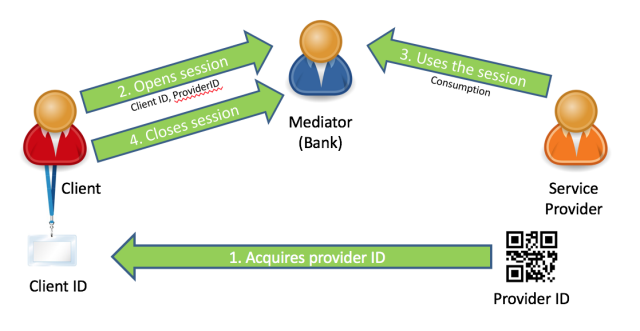 2. Opens session
Client ID, ProviderID
3. Uses the session
Consumption
4. Closes session
Mediator
(Bank)
Client
Service
Provider
1. Acquires provider ID
Client ID
Provider ID